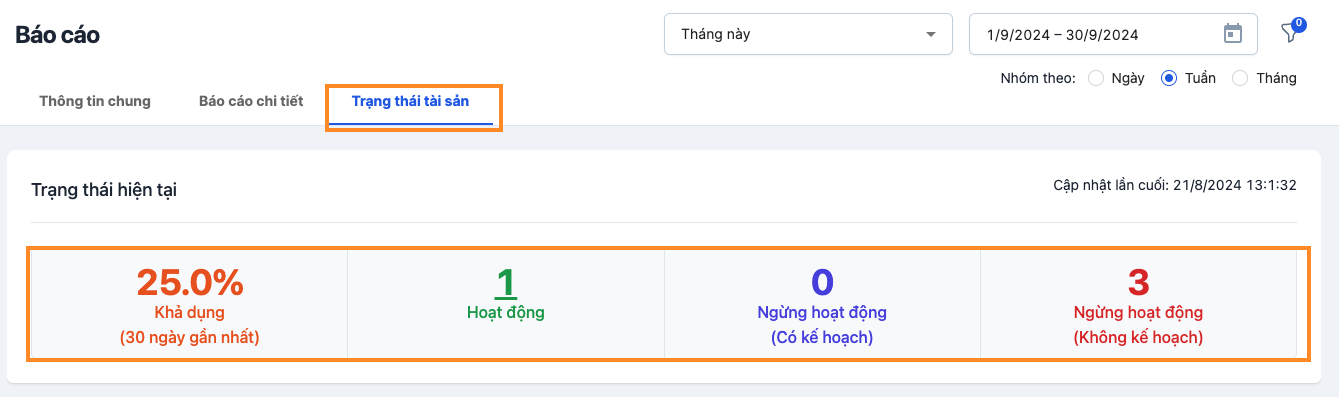 Báo cáo
Tháng này
1/9/2024 – 30/9/2024
0
Nhóm theo: Ngày Tuần Tháng
Thông tin chung Báo cáo chi tiết Trạng thái tài sản
Trạng thái hiện tại
Cập nhật lần cuối: 21/8/2024 13:1:32
25.0%
Khả dụng
(30 ngày gần nhất)
1
Hoạt động
0
Ngừng hoạt động
(Có kế hoạch)
3
Ngừng hoạt động
(Không kế hoạch)